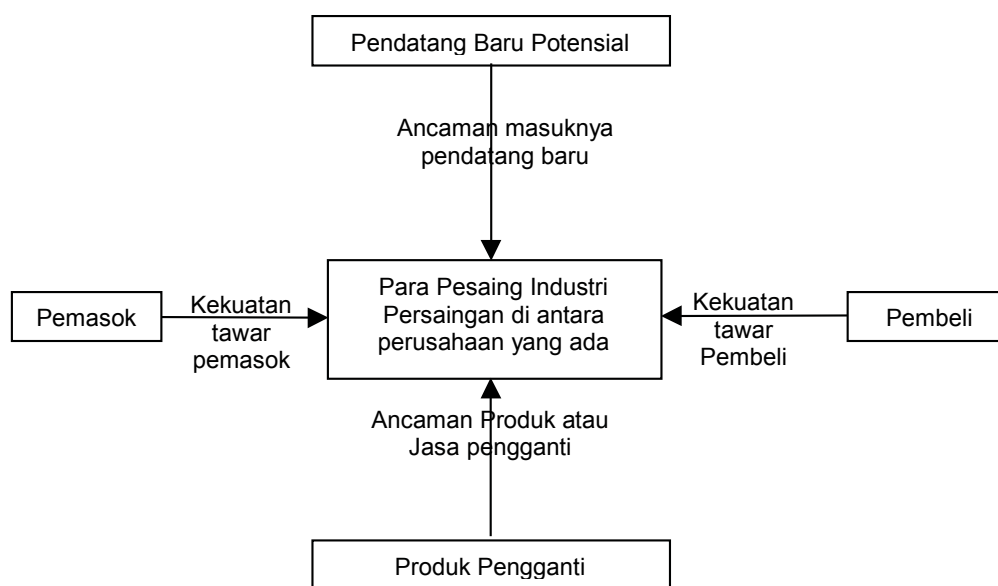 Pendatang Baru Potensial
Ancaman masuknya
pendatang baru
Para Pesaing Industri
Persaingan di antara
perusahaan yang ada
Pemasok
Kekuatan
tawar
pemasok
Kekuatan
tawar
Pembeli
Pembeli
Ancaman Produk atau
Jasa pengganti
Produk Pengganti